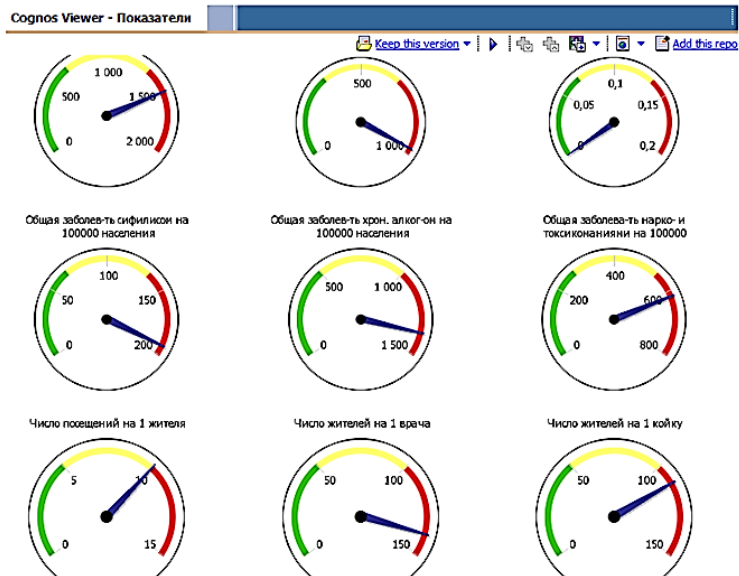 Cognos Viewer - Показатели
Keep this version Add this repo
1 000
500 1 500
0 2 000
500
0 1 000
0,1
0,05 0,15
0 0,2
Общая заболев-ть сифилисом на
100000 населения
Общая заболев-ть хрон. алког-он на
100000 населения
Общая заболева-ть нарко- и
токсиконаниями на 100000
100
50 150
0 200
500 1 000
0 1 500
400
200 600
0 800
Число посещений на 1 жителя
Число жителей на 1 врача
Число жителей на 1 койку
5 10
0 15
50 100
0 150
50 100
0 150